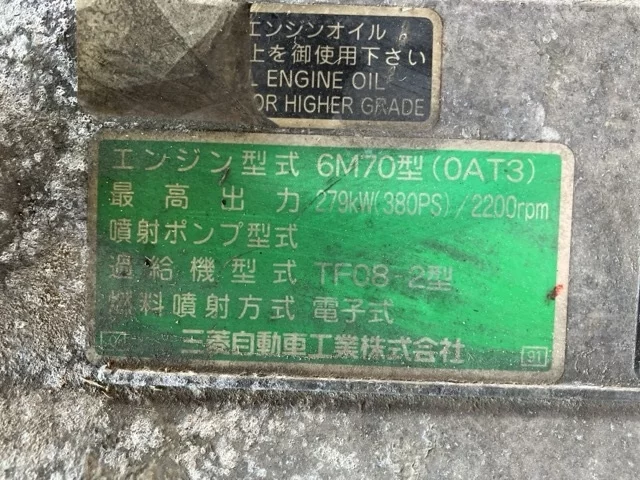 エンジンオイル
上を御使用下さい
ENGINE OIL
OR HIGHER GRADE
エンジン型式 6M70型(0AT3)
最高出力 279kW(380PS)/2200rpm
噴射ポンプ型式
過給機型式 TF08-2型
燃料噴射方式 電子式
三菱自動車工業株式会社
91